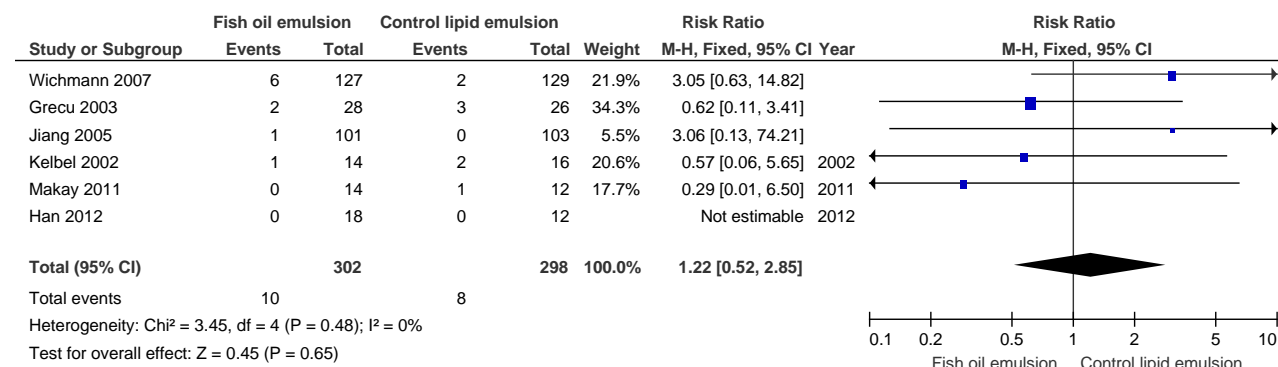 Fish oil emulsion Control lipid emulsion Risk Ratio Risk Ratio
Study or Subgroup Events Total Events Total Weight M-H, Fixed, 95% CI Year M-H, Fixed, 95% CI
Wichmann 2007 6 127 2 129 21.9% 3.05 [0.63, 14.82]
Grecu 2003 2 28 3 26 34.3% 0.62 [0.11, 3.41]
Jiang 2005 1 101 0 103 5.5% 3.06 [0.13, 74.21]
Kelbel 2002 1 14 2 16 20.6% 0.57 [0.06, 5.65] 2002
Makay 2011 0 14 1 12 17.7% 0.29 [0.01, 6.50] 2011
Han 2012 0 18 0 12 Not estimable 2012
Total (95% CI) 302 298 100.0% 1.22 [0.52, 2.85]
Total events 10 8
Heterogeneity: Chi² = 3.45, df = 4 (P = 0.48); I² = 0%
Test for overall effect: Z = 0.45 (P = 0.65)
0.1 0.2 0.5 1 2 5 10
Fish oil emulsion Control lipid emulsion